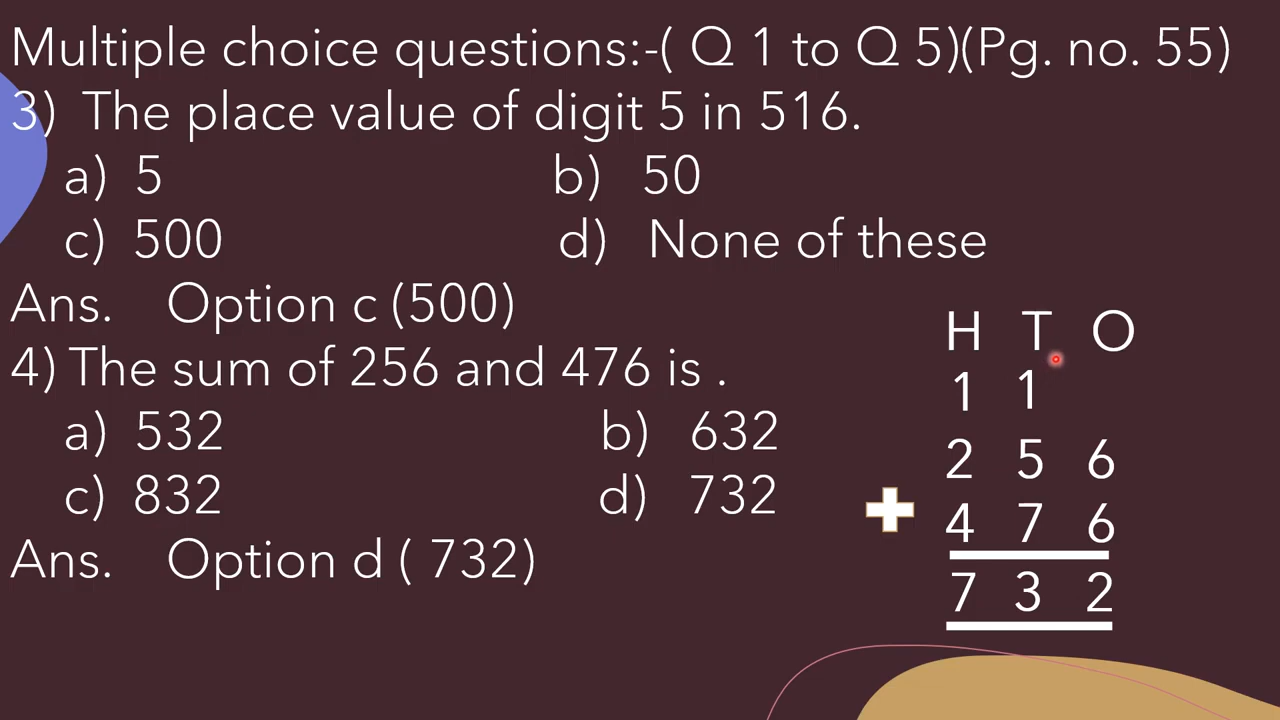 Multiple choice questions:-( Q 1 to Q 5)(Pg. no. 55)
3) The place value of digit 5 in 516.
a) 5 b) 50
c) 500 d) None of these
Ans. Option c (500)
4) The sum of 256 and 476 is .
a) 532 b) 632
c) 832 d) 732
Ans. Option d ( 732)
H T O
1 1
2 5 6
+ 4 7 6
7 3 2